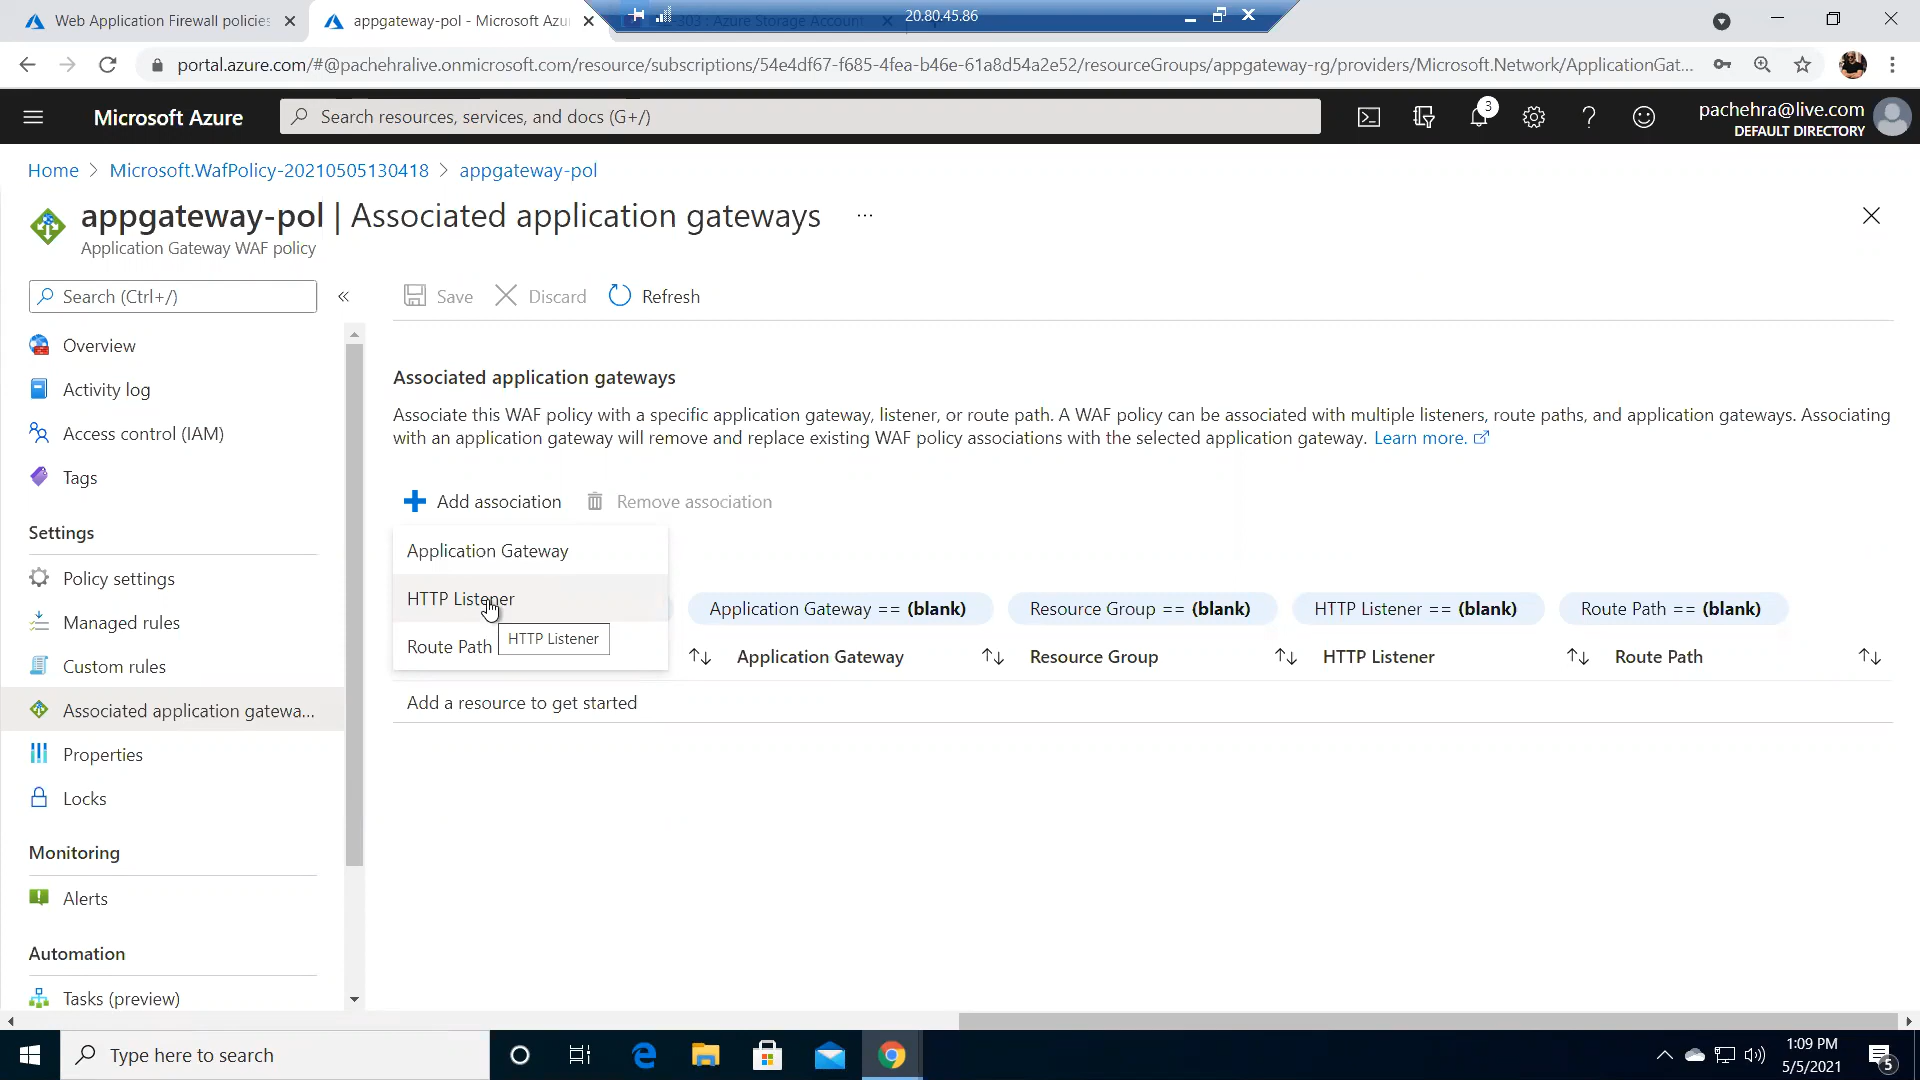 Web Application Firewall policies
appgateway-pol - Microsoft Azu
20.80.45.86
portal.azure.com/#@pachehralive.onmicrosoft.com/resource/subscriptions/54e4df67-f685-4fea-b46e-61a8d54a2e52/resourceGroups/appgateway-rg/providers/Microsoft.Network/ApplicationGat...
Microsoft Azure
Search resources, services, and docs (G+/)
3
pachehra@live.com
DEFAULT DIRECTORY
Home > Microsoft.WafPolicy-20210505130418 > appgateway-pol
appgateway-pol | Associated application gateways ...
Application Gateway WAF policy
Search (Ctrl+/)
«
Save
Discard
Refresh
Overview
Activity log
Access control (IAM)
Tags
Settings
Policy settings
Managed rules
Custom rules
Associated application gatewa...
Properties
Locks
Monitoring
Alerts
Automation
Tasks (preview)
Associated application gateways
Associate this WAF policy with a specific application gateway, listener, or route path. A WAF policy can be associated with multiple listeners, route paths, and application gateways. Associating
with an application gateway will remove and replace existing WAF policy associations with the selected application gateway. Learn more.
Add association
Remove association
Application Gateway
HTTP Listener
Route Path
HTTP Listener
Application Gateway == (blank)
Resource Group == (blank)
HTTP Listener == (blank)
Route Path == (blank)
Application Gateway
Resource Group
HTTP Listener
Route Path
Add a resource to get started
Type here to search
1:09 PM
5/5/2021
5